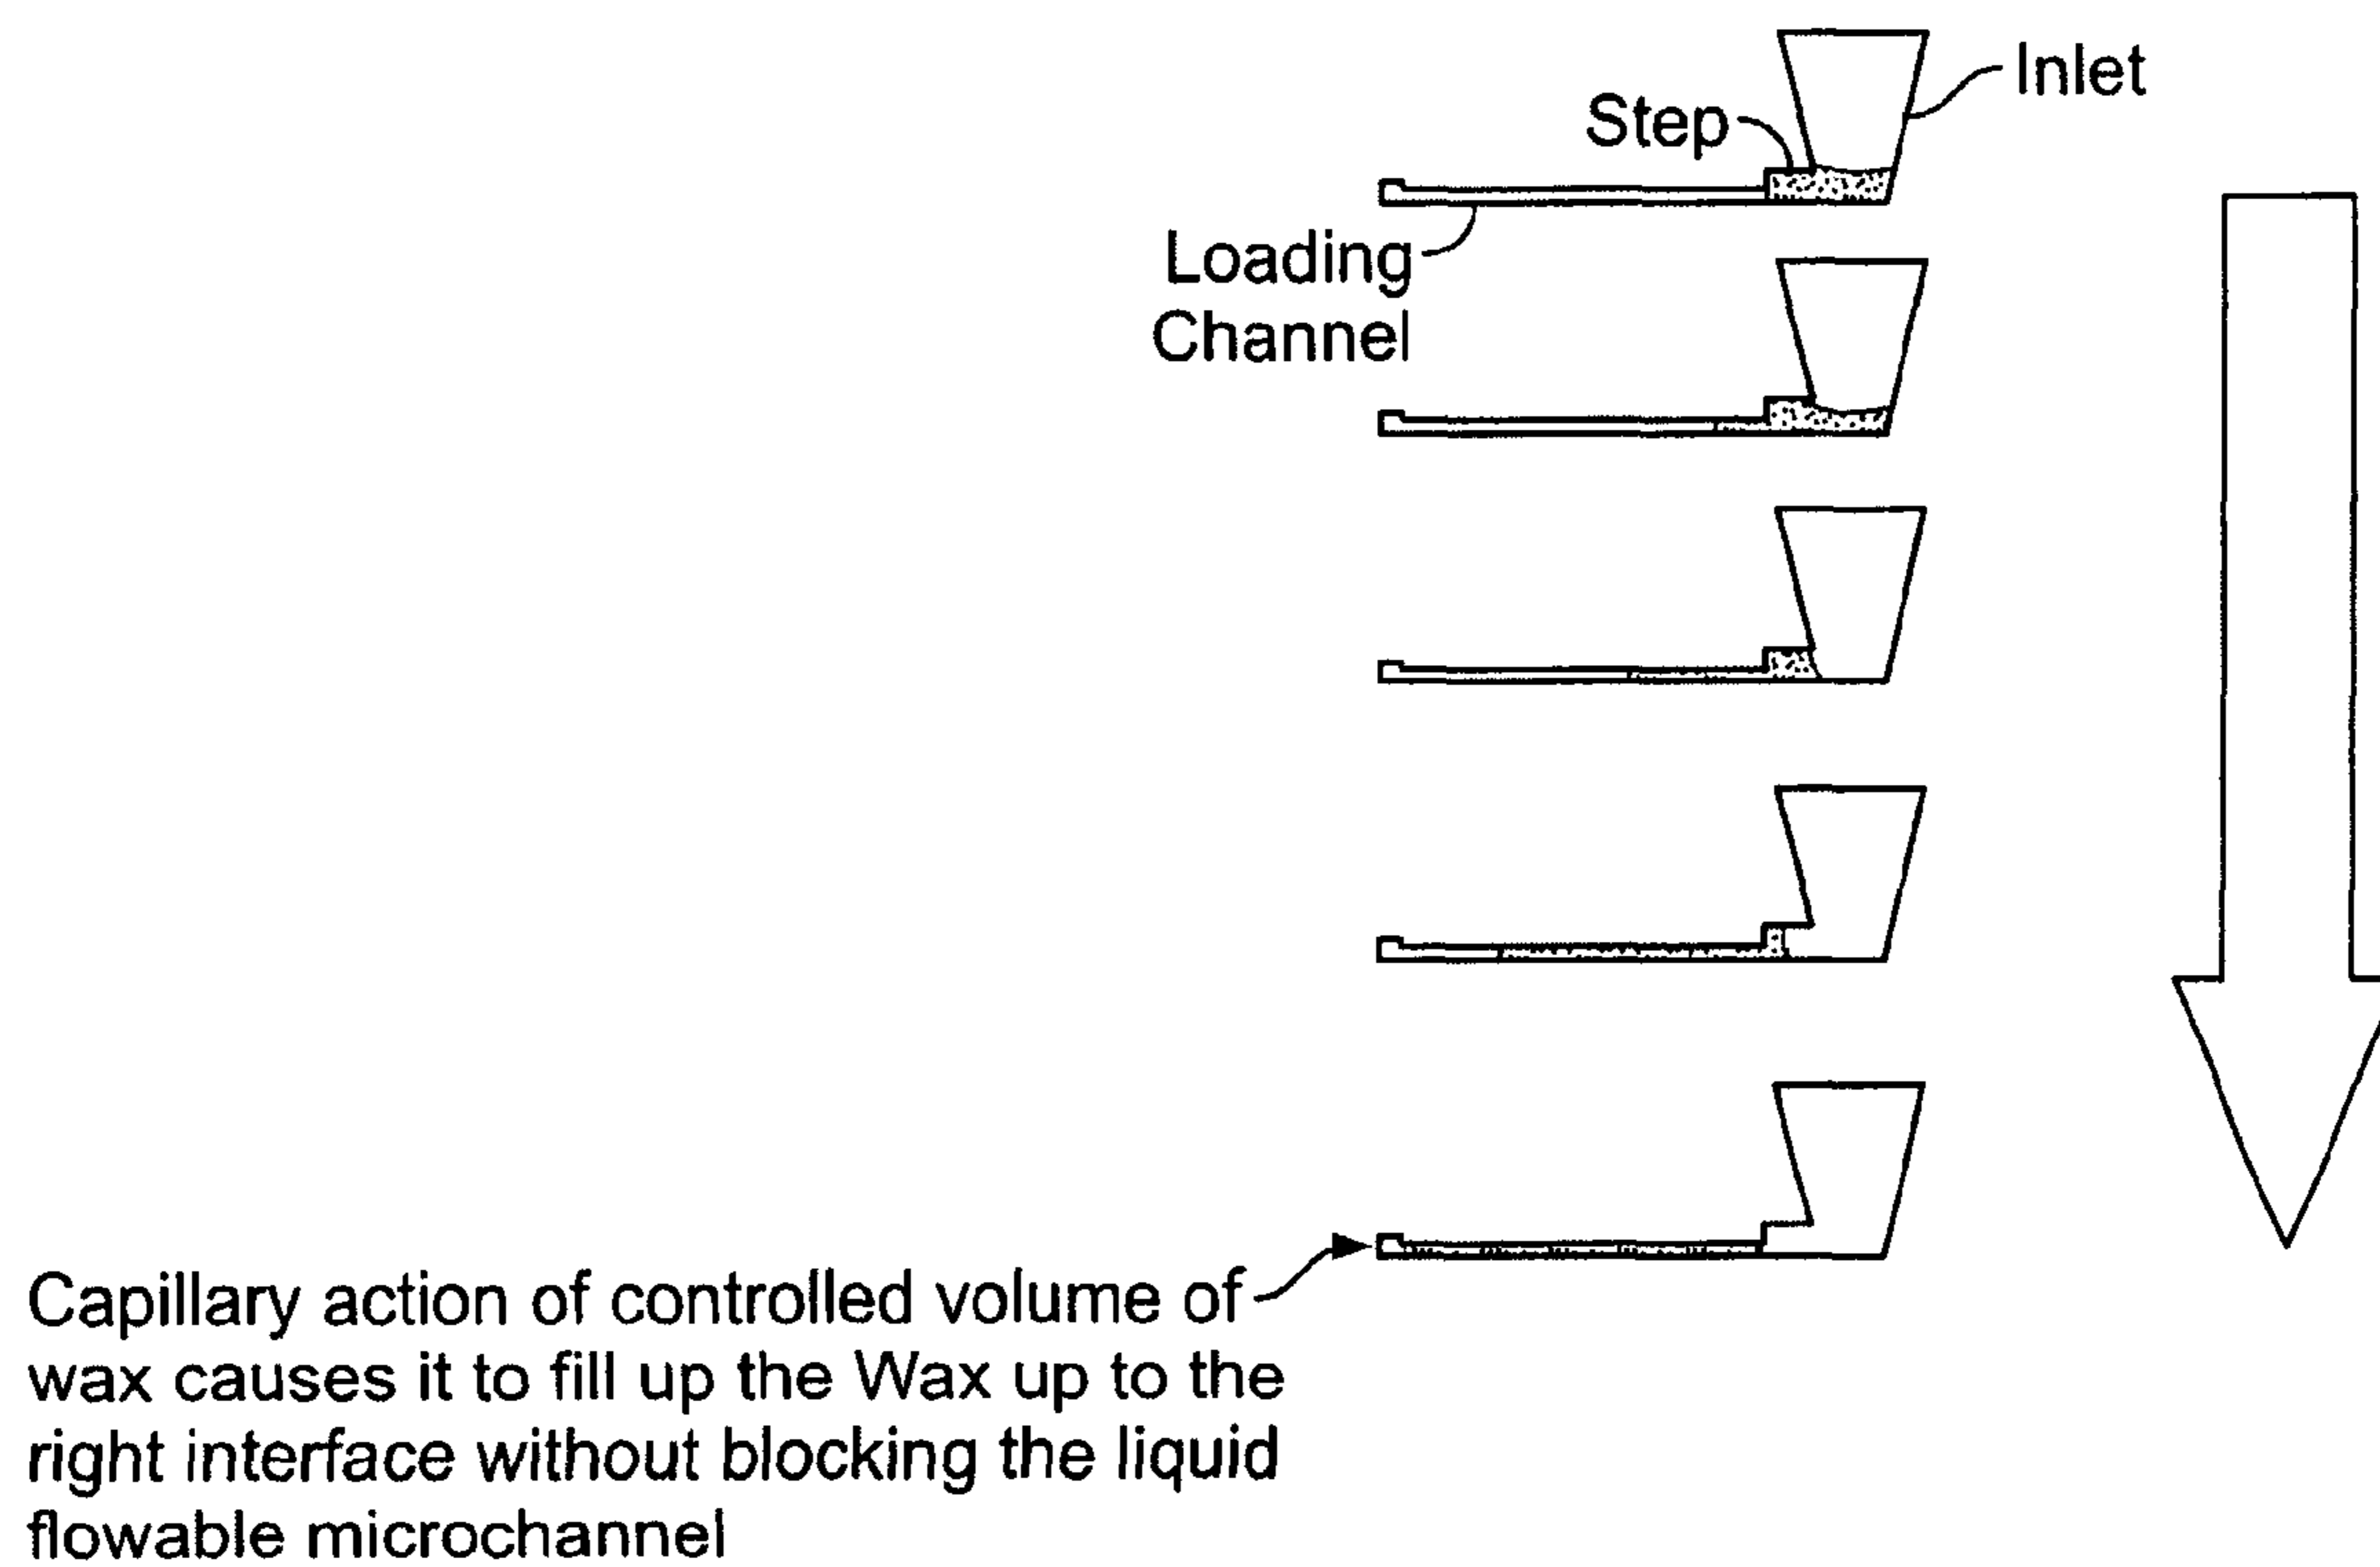 Inlet
Step
Loading
Channel
Capillary action of controlled volume of
wax causes it to fill up the Wax up to the
right interface without blocking the liquid
flowable microchannel